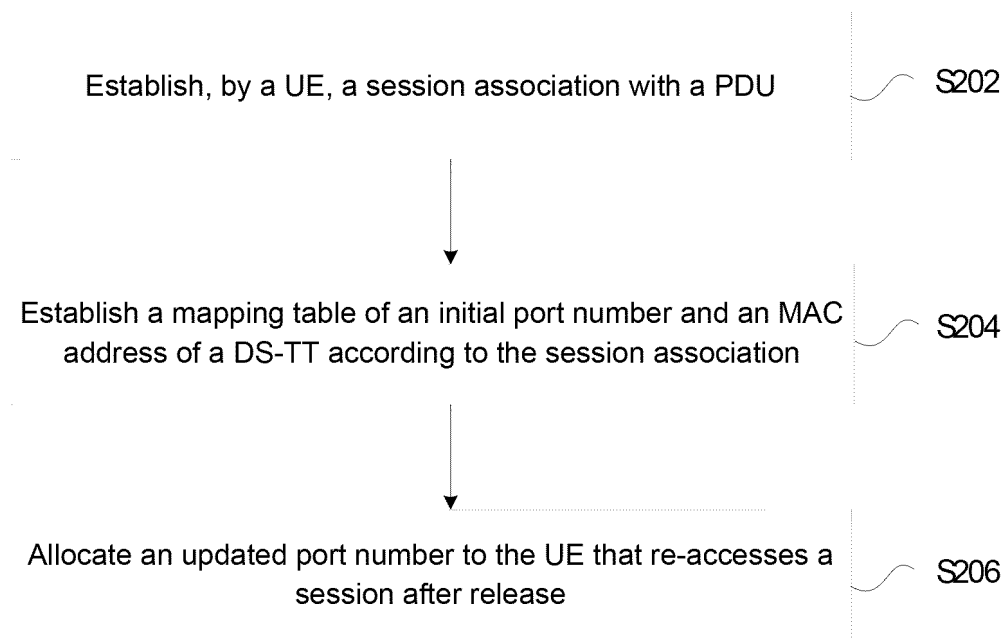 Establish, by a UE, a session association with a PDU
S202
Establish a mapping table of an initial port number and an MAC
address of a DS-TT according to the session association
S204
Allocate an updated port number to the UE that re-accesses a
session after release
S206